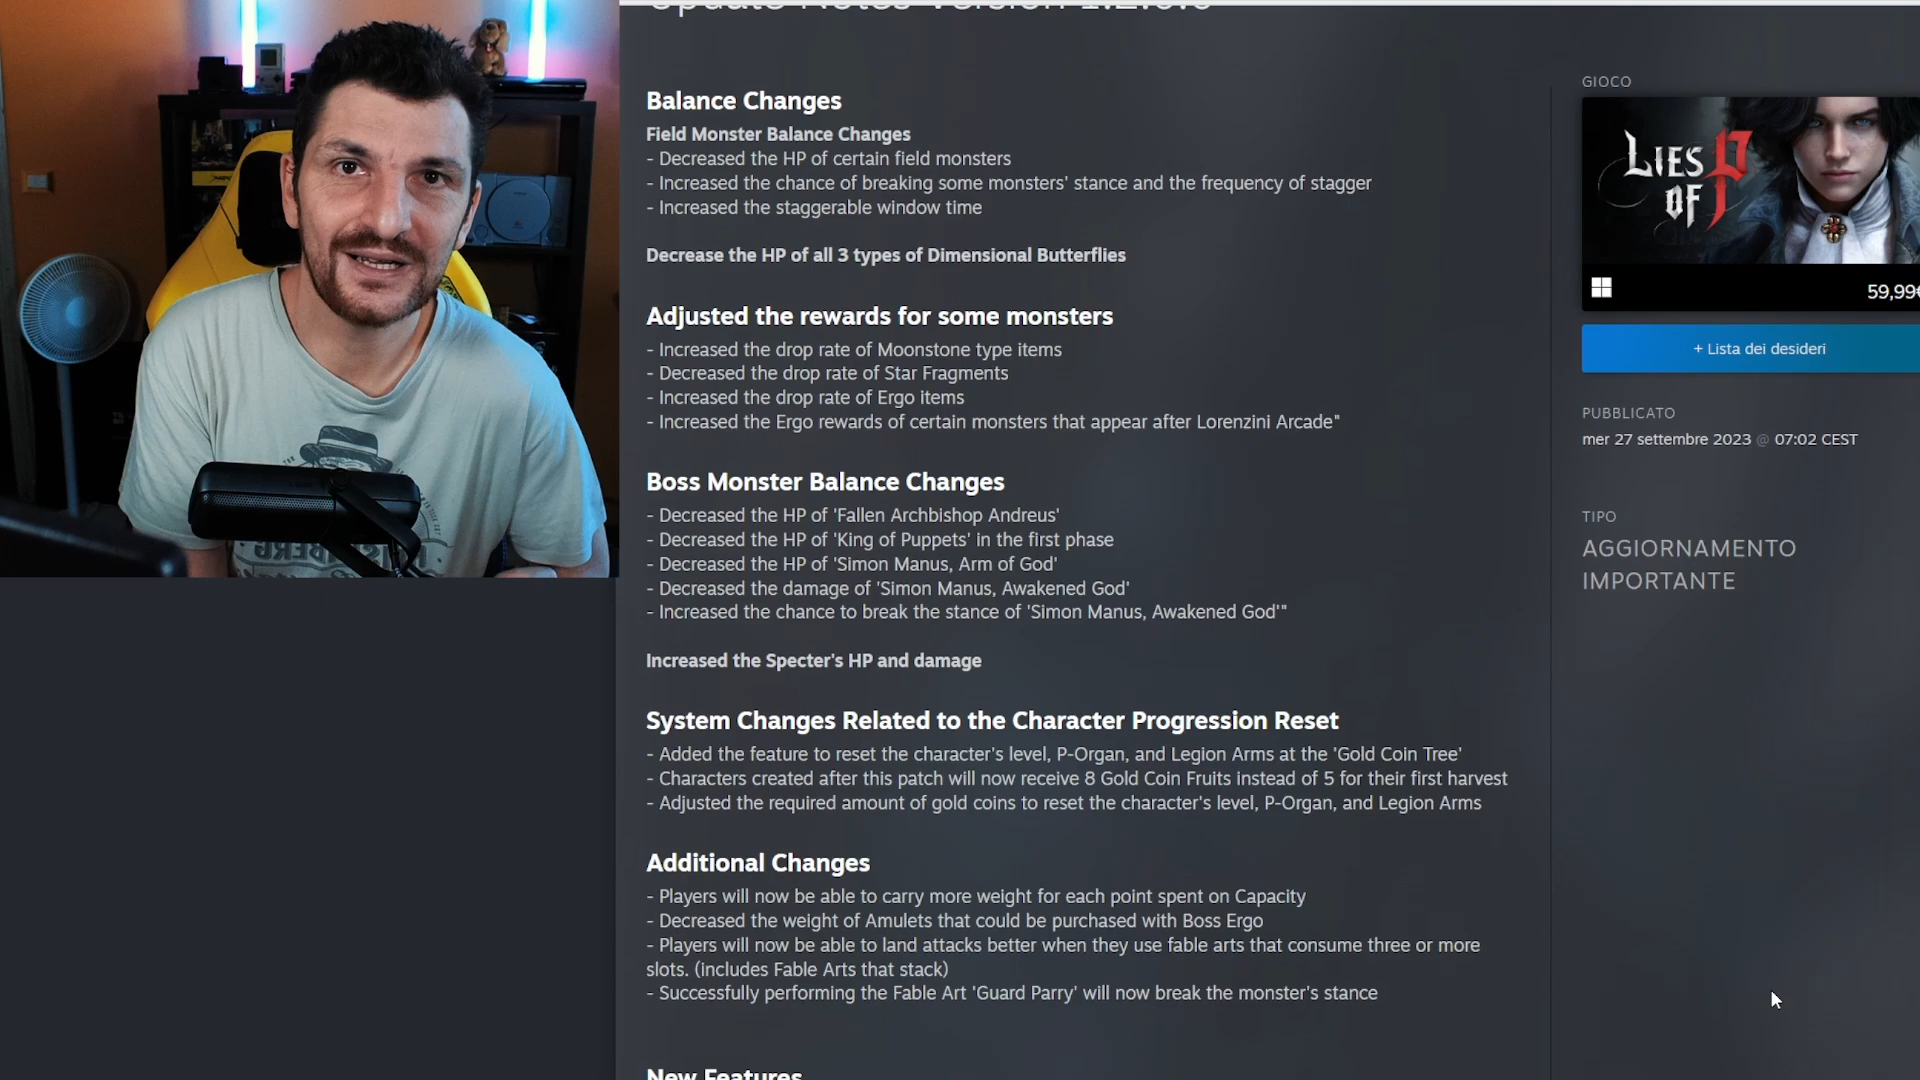 Update Notes Version 1.2.0.0
Balance Changes
Field Monster Balance Changes
- Decreased the HP of certain field monsters
- Increased the chance of breaking some monsters' stance and the frequency of stagger
- Increased the staggerable window time
Decrease the HP of all 3 types of Dimensional Butterflies
Adjusted the rewards for some monsters
- Increased the drop rate of Moonstone type items
- Decreased the drop rate of Star Fragments
- Increased the drop rate of Ergo items
- Increased the Ergo rewards of certain monsters that appear after Lorenzini Arcade"
Boss Monster Balance Changes
- Decreased the HP of 'Fallen Archbishop Andreus'
- Decreased the HP of 'King of Puppets' in the first phase
- Decreased the HP of 'Simon Manus, Arm of God'
- Decreased the damage of 'Simon Manus, Awakened God'
- Increased the chance to break the stance of 'Simon Manus, Awakened God'"
Increased the Specter's HP and damage
System Changes Related to the Character Progression Reset
- Added the feature to reset the character's level, P-Organ, and Legion Arms at the 'Gold Coin Tree'
- Characters created after this patch will now receive 8 Gold Coin Fruits instead of 5 for their first harvest
- Adjusted the required amount of gold coins to reset the character's level, P-Organ, and Legion Arms
Additional Changes
- Players will now be able to carry more weight for each point spent on Capacity
- Decreased the weight of Amulets that could be purchased with Boss Ergo
- Players will now be able to land attacks better when they use fable arts that consume three or more
slots. (includes Fable Arts that stack)
- Successfully performing the Fable Art 'Guard Parry' will now break the monster's stance
New Features
GIOCO
LIES
OF P
59,99€
+ Lista dei desideri
PUBBLICATO
mer 27 settembre 2023 @ 07:02 CEST
TIPO
AGGIORNAMENTO
IMPORTANTE